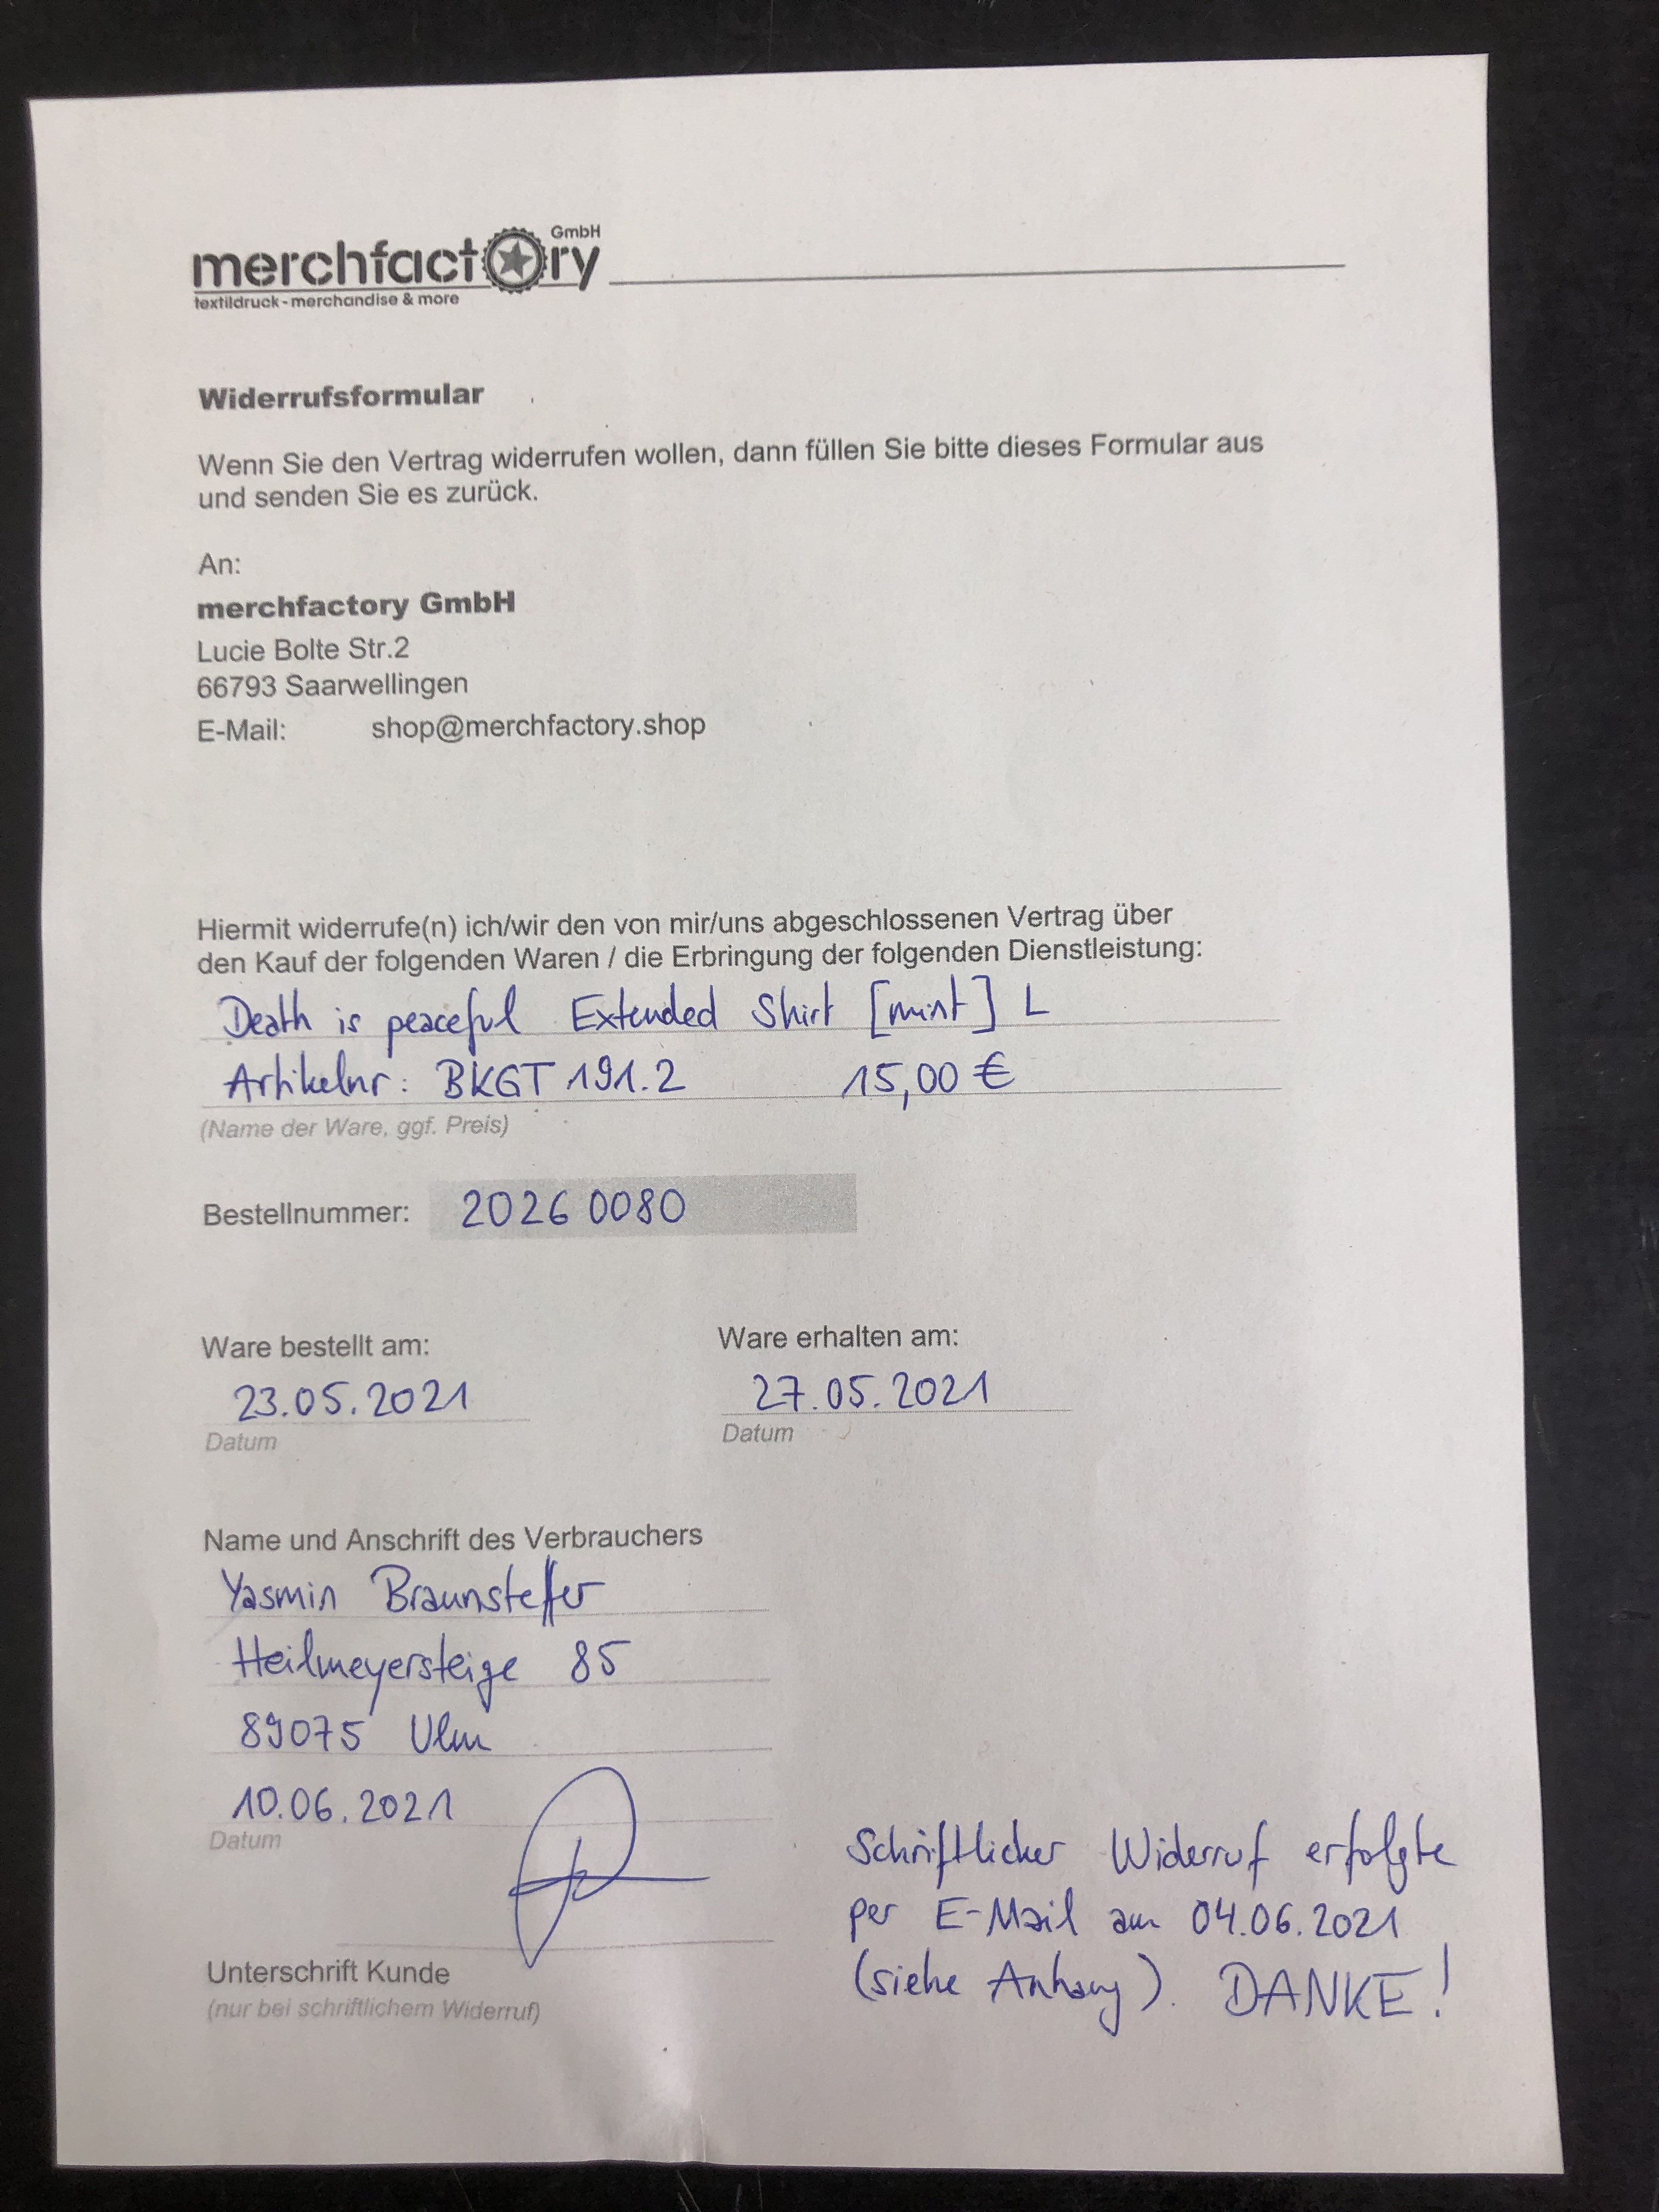 merchfactory GmbH
textildruck - merchandise & more
Widerrufsformular
Wenn Sie den Vertrag widerrufen wollen, dann füllen Sie bitte dieses Formular aus
und senden Sie es zurück.
An:
merchfactory GmbH
Lucie Bolte Str.2
66793 Saarwellingen
E-Mail: shop@merchfactory.shop
Hiermit widerrufe(n) ich/wir den von mir/uns abgeschlossenen Vertrag über
den Kauf der folgenden Waren / die Erbringung der folgenden Dienstleistung:
Death is peaceful Extended Shirt [mint] L
Artikelnr: BKGT 191.2 15,00 €
(Name der Ware, ggf. Preis)
Bestellnummer: 2026 0080
Ware bestellt am: Ware erhalten am:
23.05.2021 27.05.2021
Datum Datum
Name und Anschrift des Verbrauchers
Yasmin
Heilmeyersteige 85
89075 Ulm
10.06.2021
Datum
Schriftlicher Widerruf erfolgte
per E-Mail am 04.06.2021
(siehe Anhang). DANKE!
Unterschrift Kunde
(nur bei schriftlichem Widerruf)